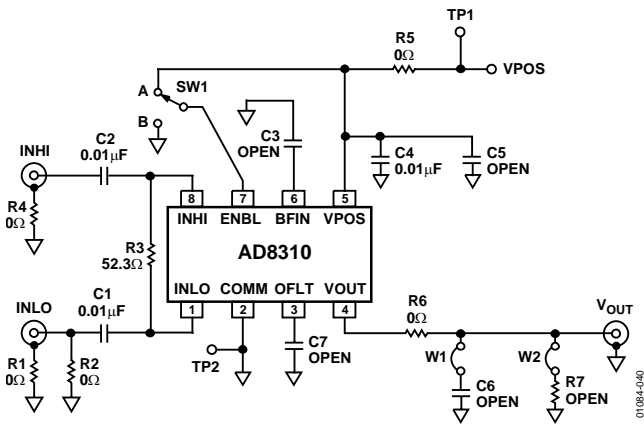 TP1
R5
0Ω
VPOS
A
SW1
B
C3
OPEN
C4
0.01μF
C5
OPEN
INHI
C2
0.01μF
R4
0Ω
8
7
6
5
INHI
ENBL
BFIN
VPOS
R3
52.3Ω
AD8310
INLO
COMM
OFLT
VOUT
1
2
3
4
INLO
C1
0.01μF
R1
0Ω
R2
0Ω
TP2
C7
OPEN
R6
0Ω
VOUT
W1
W2
C6
OPEN
R7
OPEN
01084-040